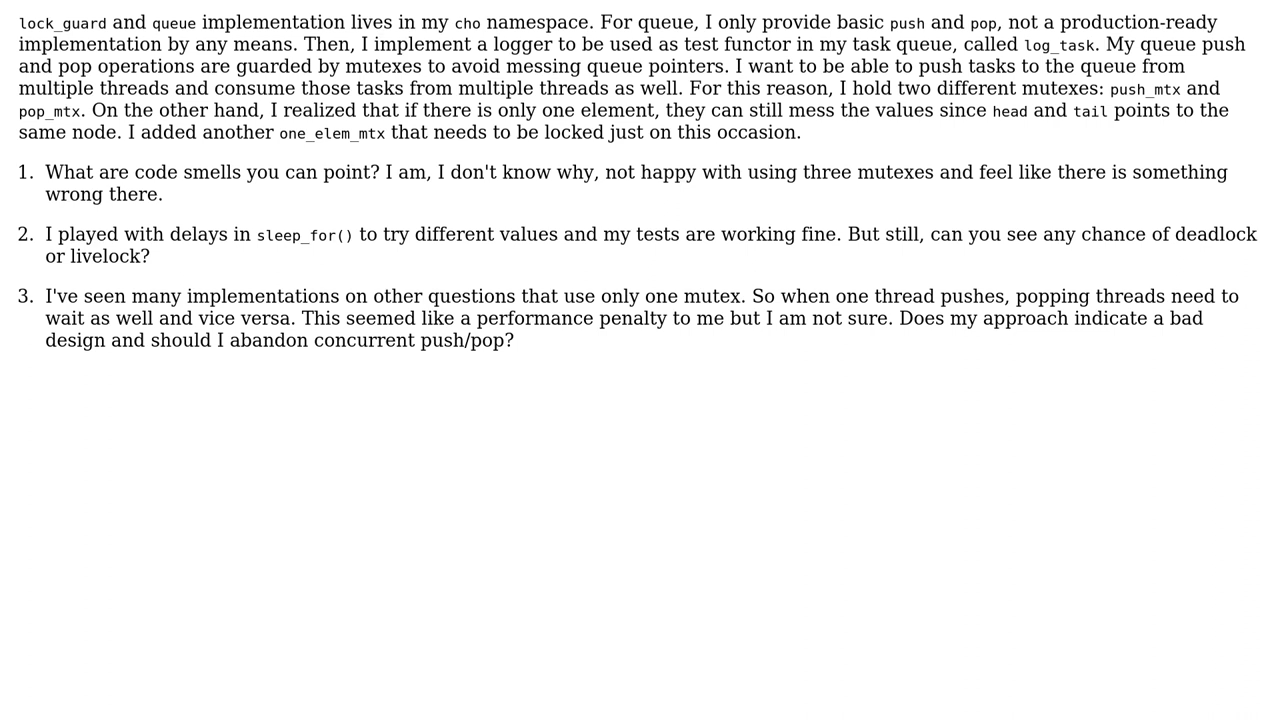 lock_guard and queue implementation lives in my cho namespace. For queue, I only provide basic push and pop, not a production-ready
implementation by any means. Then, I implement a logger to be used as test functor in my task queue, called log_task. My queue push
and pop operations are guarded by mutexes to avoid messing queue pointers. I want to be able to push tasks to the queue from
multiple threads and consume those tasks from multiple threads as well. For this reason, I hold two different mutexes: push_mtx and
pop_mtx. On the other hand, I realized that if there is only one element, they can still mess the values since head and tail points to the
same node. I added another one_elem_mtx that needs to be locked just on this occasion.
1. What are code smells you can point? I am, I don't know why, not happy with using three mutexes and feel like there is something
wrong there.
2. I played with delays in sleep_for() to try different values and my tests are working fine. But still, can you see any chance of deadlock
or livelock?
3. I've seen many implementations on other questions that use only one mutex. So when one thread pushes, popping threads need to
wait as well and vice versa. This seemed like a performance penalty to me but I am not sure. Does my approach indicate a bad
design and should I abandon concurrent push/pop?